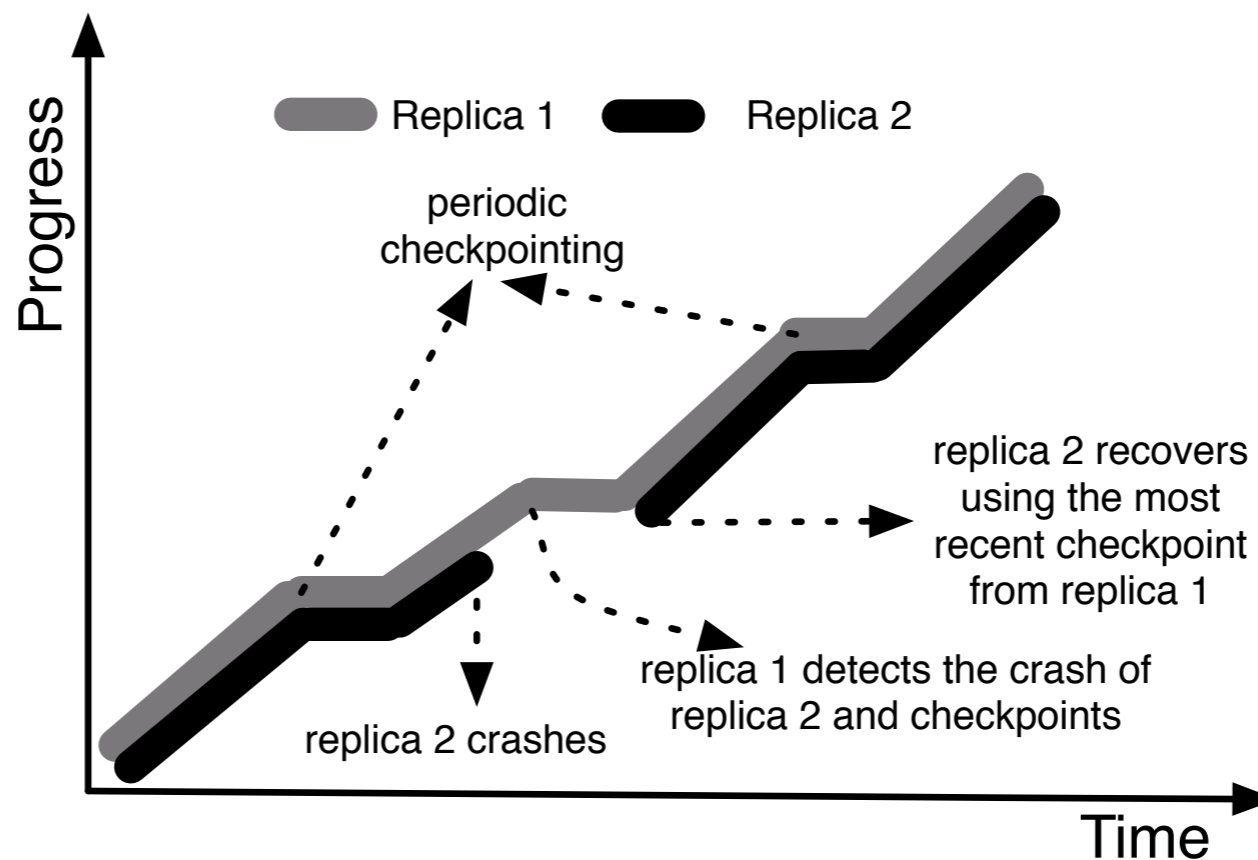 Progress
Replica 1
Replica 2
periodic
checkpointing
replica 2 recovers
using the most
recent checkpoint
from replica 1
replica 1 detects the crash of
replica 2 and checkpoints
replica 2 crashes
Time